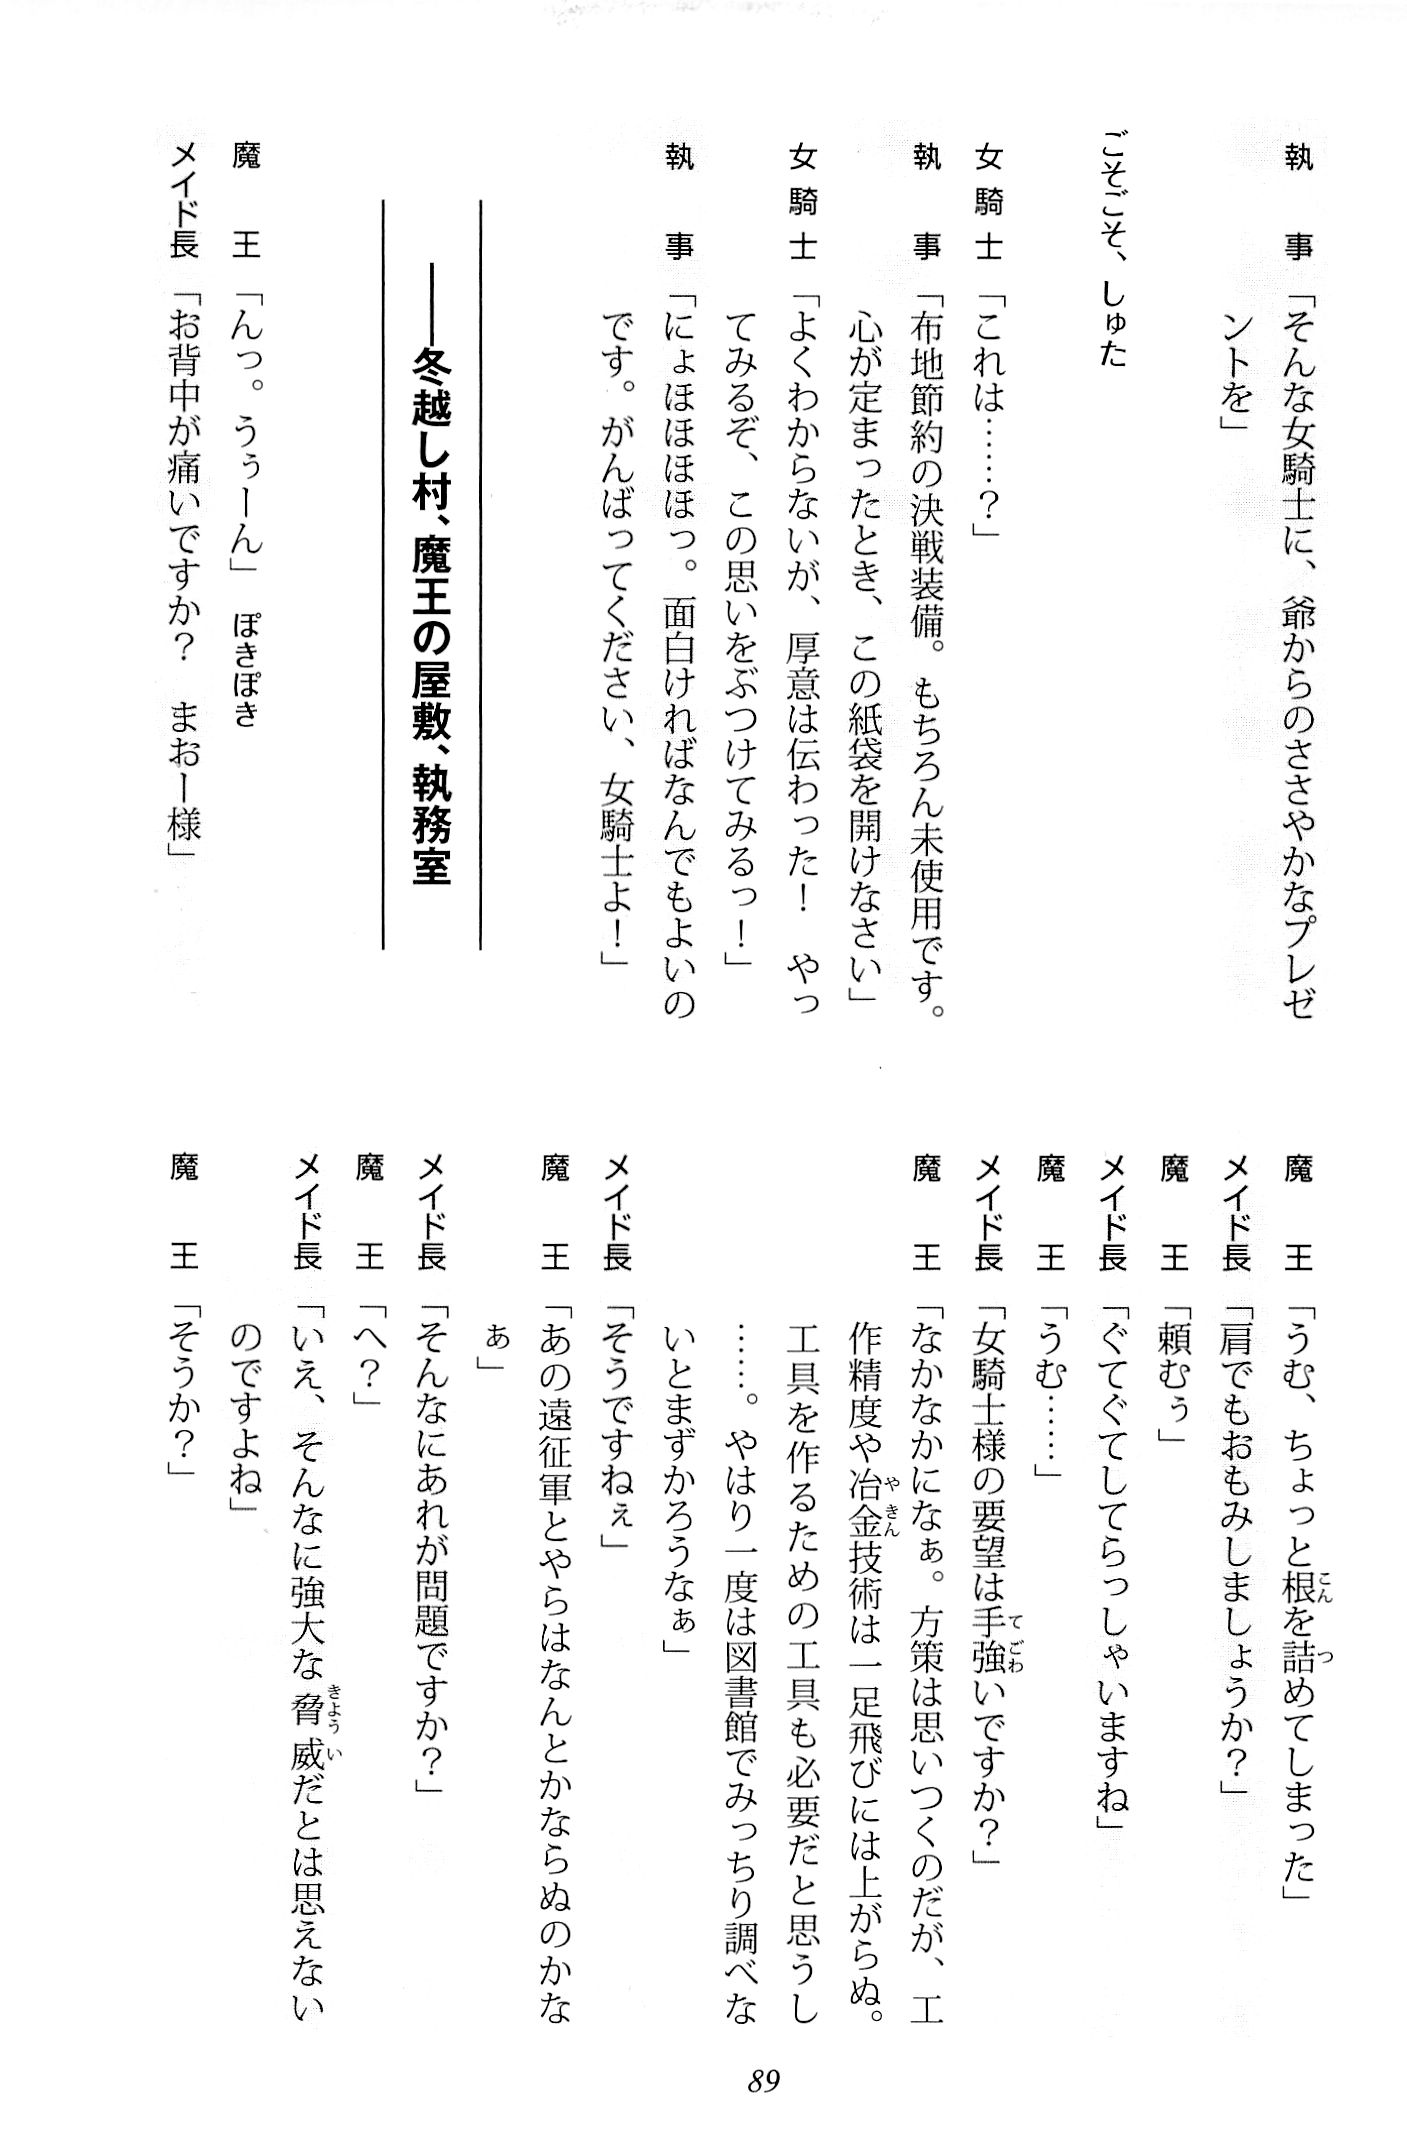 執　事「そんな女騎士に、爺からのささやかなプレゼ
ントを」
ごそごそ、しゅた
女騎士「これは……？」
執　事「布地節約の決戦装備。もちろん未使用です。
心が定まったとき、この紙袋を開けなさい」
女騎士「よくわからないが、厚意は伝わった！　やっ
てみるぞ、この思いをぶつけてみるっ！」
執　事「にょほほほほっ。面白ければなんでもよいの
です。がんばってください、女騎士よ！」
――冬越し村、魔王の屋敷、執務室
魔　王「んっ。うぅーん」　ぽきぽき
メイド長「お背中が痛いですか？　まおー様」
魔　王「うむ、ちょっと根を詰めてしまった」
メイド長「肩でもおもみしましょうか？」
魔　王「頼むぅ」
メイド長「ぐてぐてしてらっしゃいますね」
魔　王「うむ……」
メイド長「女騎士様の要望は手強いですか？」
魔　王「なかなかになぁ。方策は思いつくのだが、工
作精度や冶金技術は一足飛びには上がらぬ。
工具を作るための工具も必要だと思うし
……。やはり一度は図書館でみっちり調べな
いとまずかろうなぁ」
メイド長「そうですねぇ」
魔　王「あの遠征軍とやらはなんとかならぬのかな
ぁ」
メイド長「そんなにあれが問題ですか？」
魔　王「へ？」
メイド長「いえ、そんなに強大な脅威だとは思えない
のですよね」
魔　王「そうか？」
89